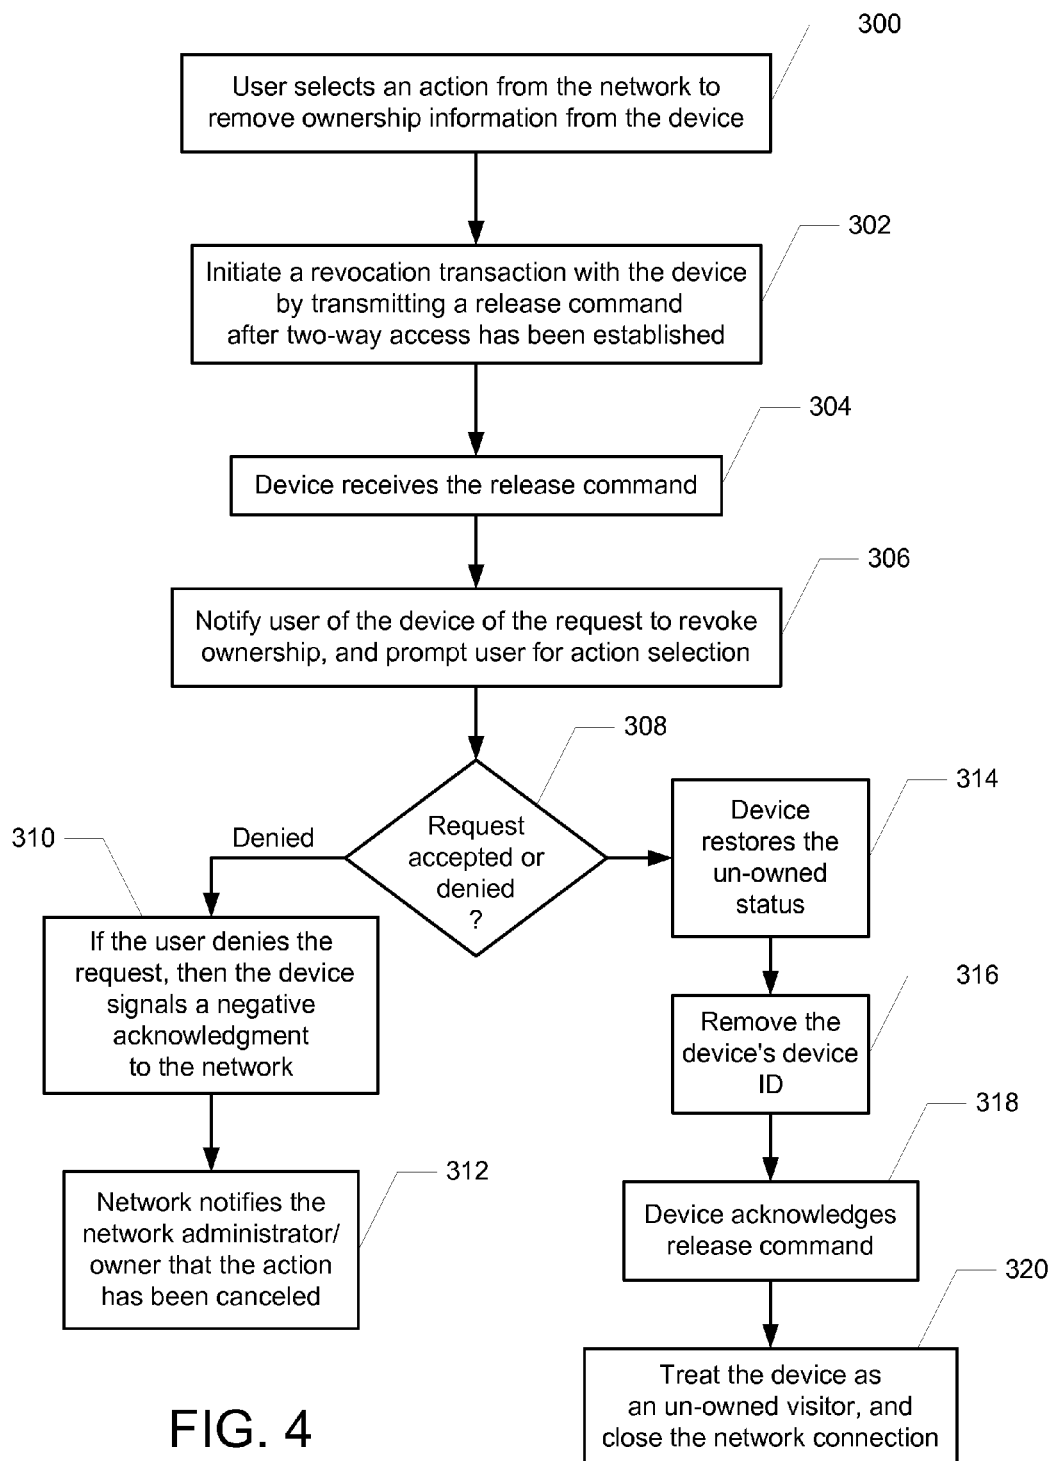 300
User selects an action from the network to
remove ownership information from the device
302
Initiate a revocation transaction with the device
by transmitting a release command
after two-way access has been established
304
Device receives the release command
306
Notify user of the device of the request to revoke
ownership, and prompt user for action selection
308
Request
accepted or
denied
?
Denied
310
If the user denies the
request, then the device
signals a negative
acknowledgment
to the network
312
Network notifies the
network administrator/
owner that the action
has been canceled
314
Device
restores the
un-owned
status
316
Remove the
device's device
ID
318
Device acknowledges
release command
320
Treat the device as
an un-owned visitor, and
close the network connection
FIG. 4